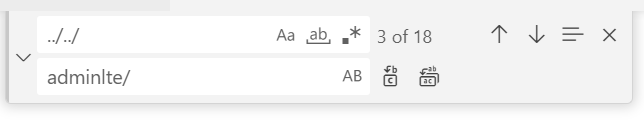 ../../ Aa ab 3 of 18
adminlte/ AB